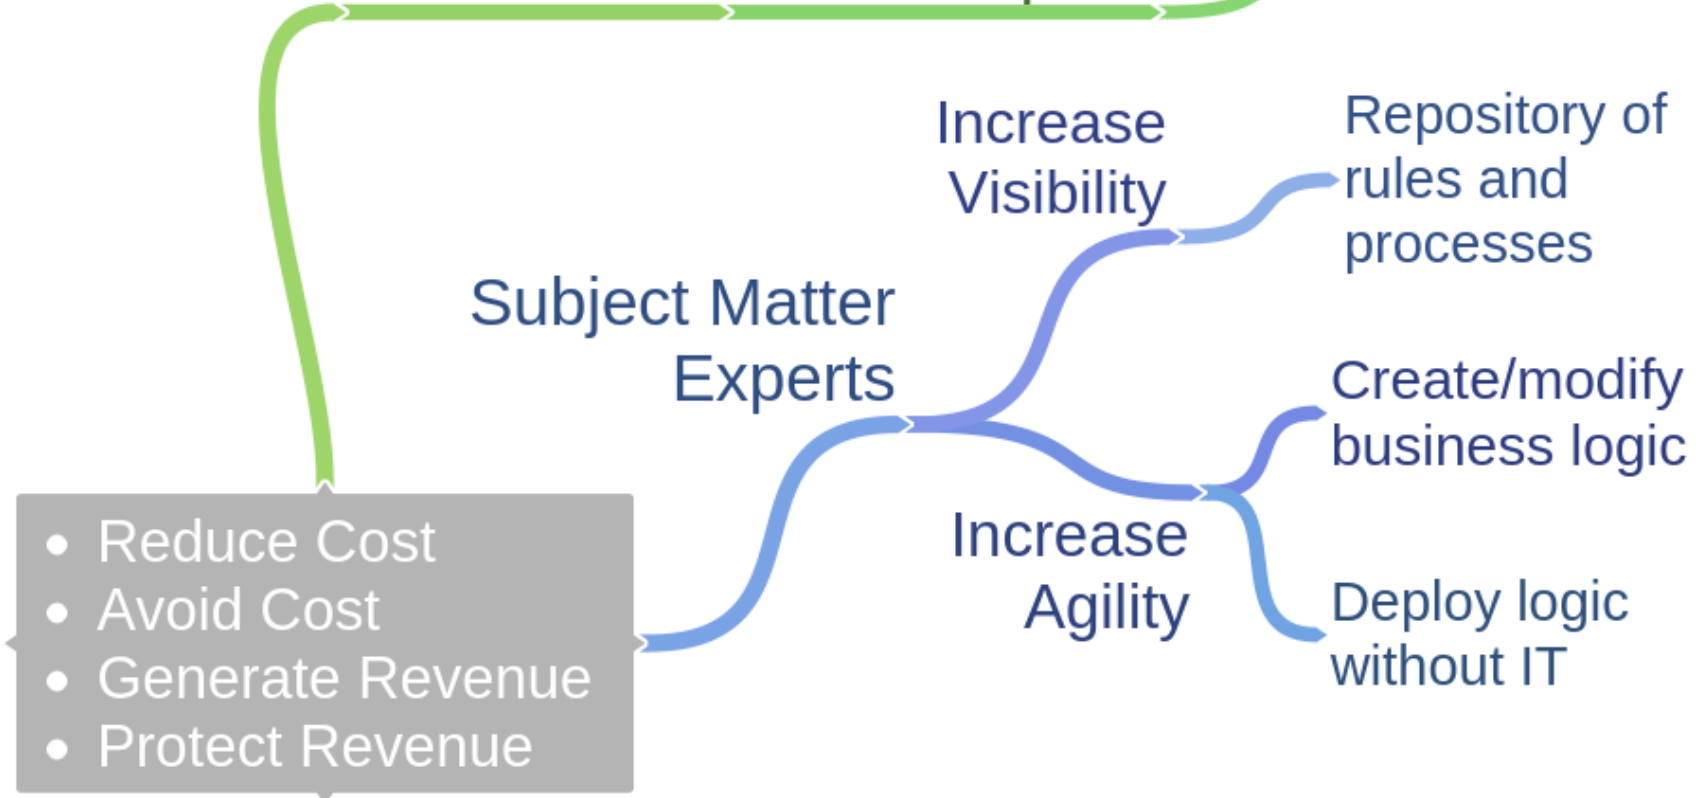 Increase
Visibility
Repository of
rules and
processes
Subject Matter
Experts
Create/modify
business logic
Increase
Agility
Deploy logic
without IT
• Reduce Cost
• Avoid Cost
• Generate Revenue
• Protect Revenue